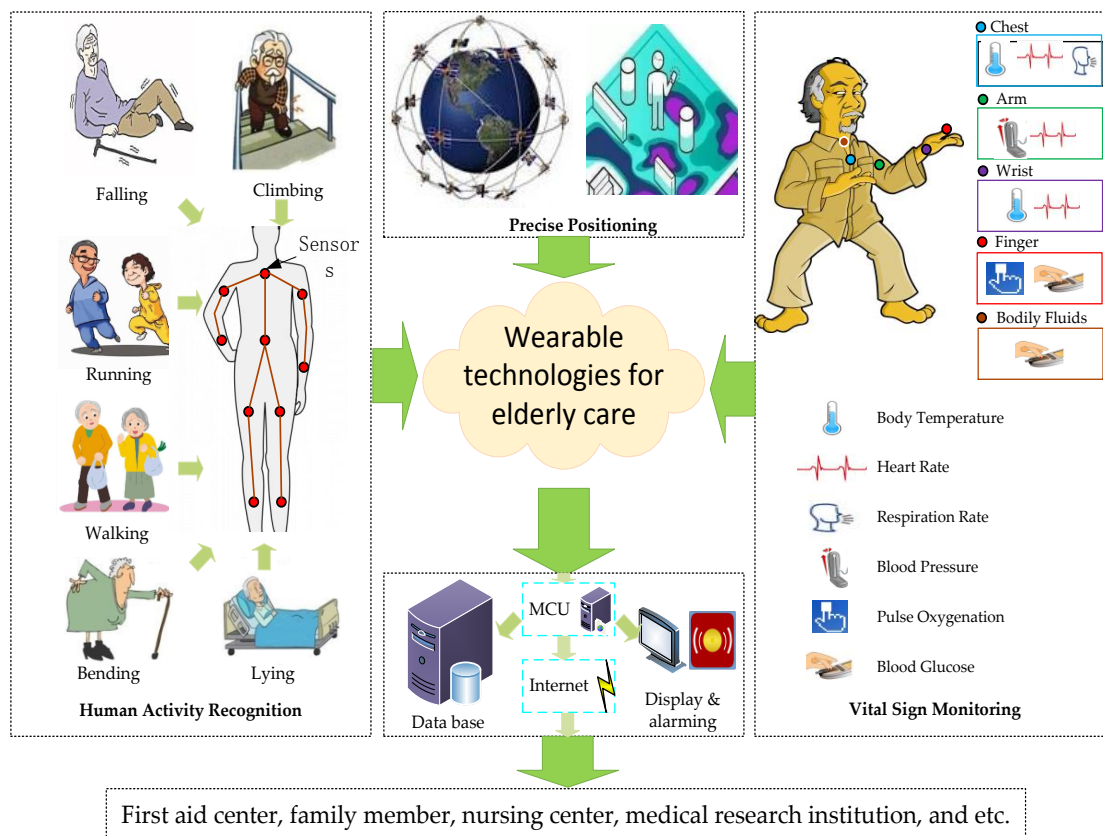 Falling
Climbing
Sensor
s
Running
Walking
Bending
Lying
Human Activity Recognition
Precise Positioning
Wearable
technologies for
elderly care
MCU
Internet
Data base
Display &
alarming
Chest
Arm
Wrist
Finger
Bodily Fluids
Body Temperature
Heart Rate
Respiration Rate
Blood Pressure
Pulse Oxygenation
Blood Glucose
Vital Sign Monitoring
First aid center, family member, nursing center, medical research institution, and etc.